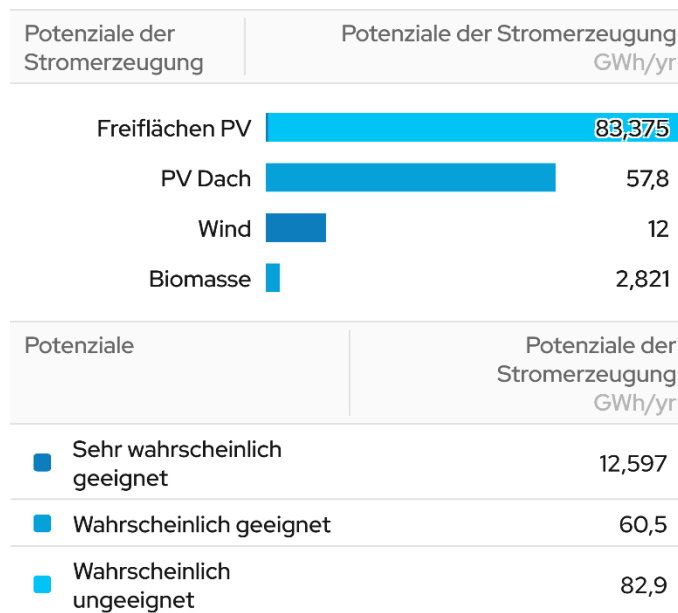 Potenziale der
Stromerzeugung
Potenziale der Stromerzeugung
GWh/yr
Freiflächen PV 83,375
PV Dach 57,8
Wind 12
Biomasse 2,821
Potenziale
Potenziale der
Stromerzeugung
GWh/yr
Sehr wahrscheinlich
geeignet
12,597
Wahrscheinlich geeignet 60,5
Wahrscheinlich
ungeeignet
82,9